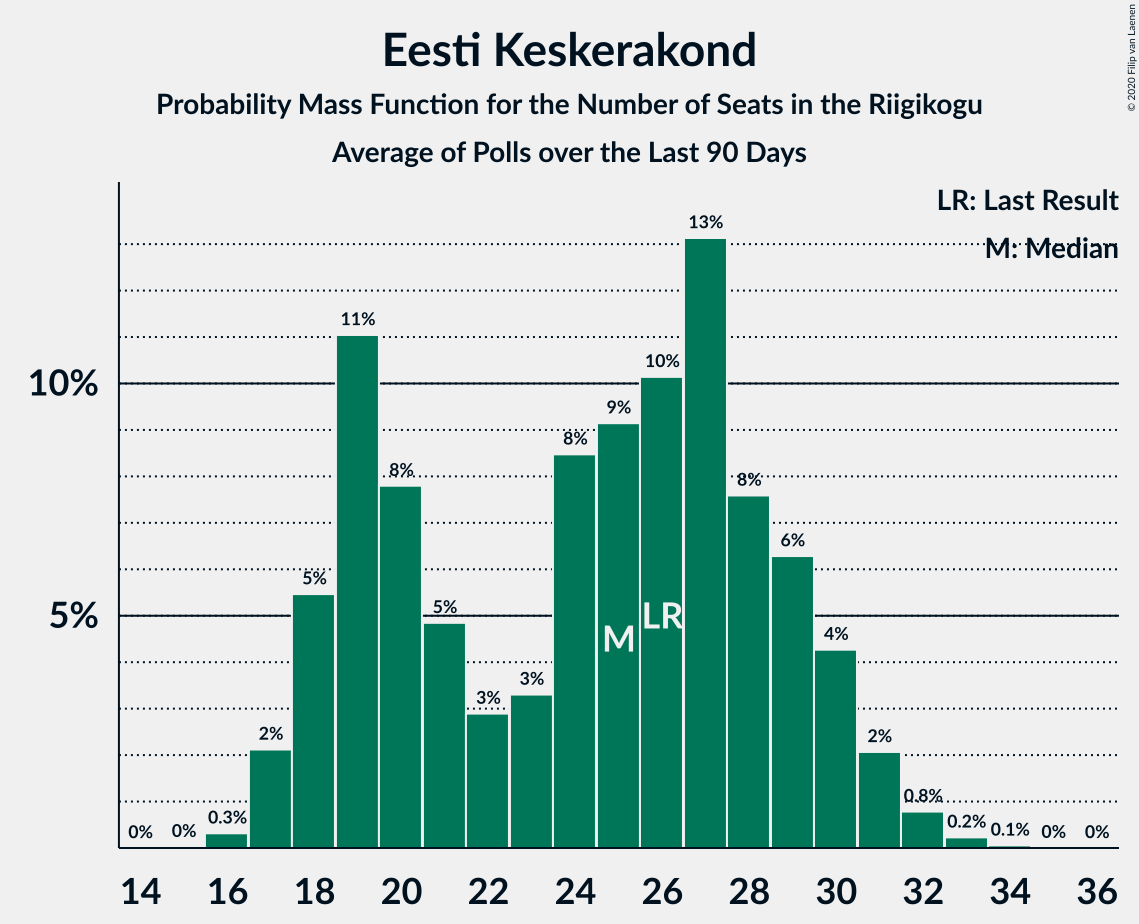 Eesti Keskerakond
Probability Mass Function for the Number of Seats in the Riigikogu
Average of Polls over the Last 90 Days
© 2020 Filip van Laenen
LR: Last Result
M: Median
10%
5%
0%
0%
0.3%
2%
5%
11%
8%
5%
3%
3%
8%
9%
10%
13%
8%
6%
4%
2%
0.8%
0.2%
0.1%
0%
0%
M
LR
14 16 18 20 22 24 26 28 30 32 34 36